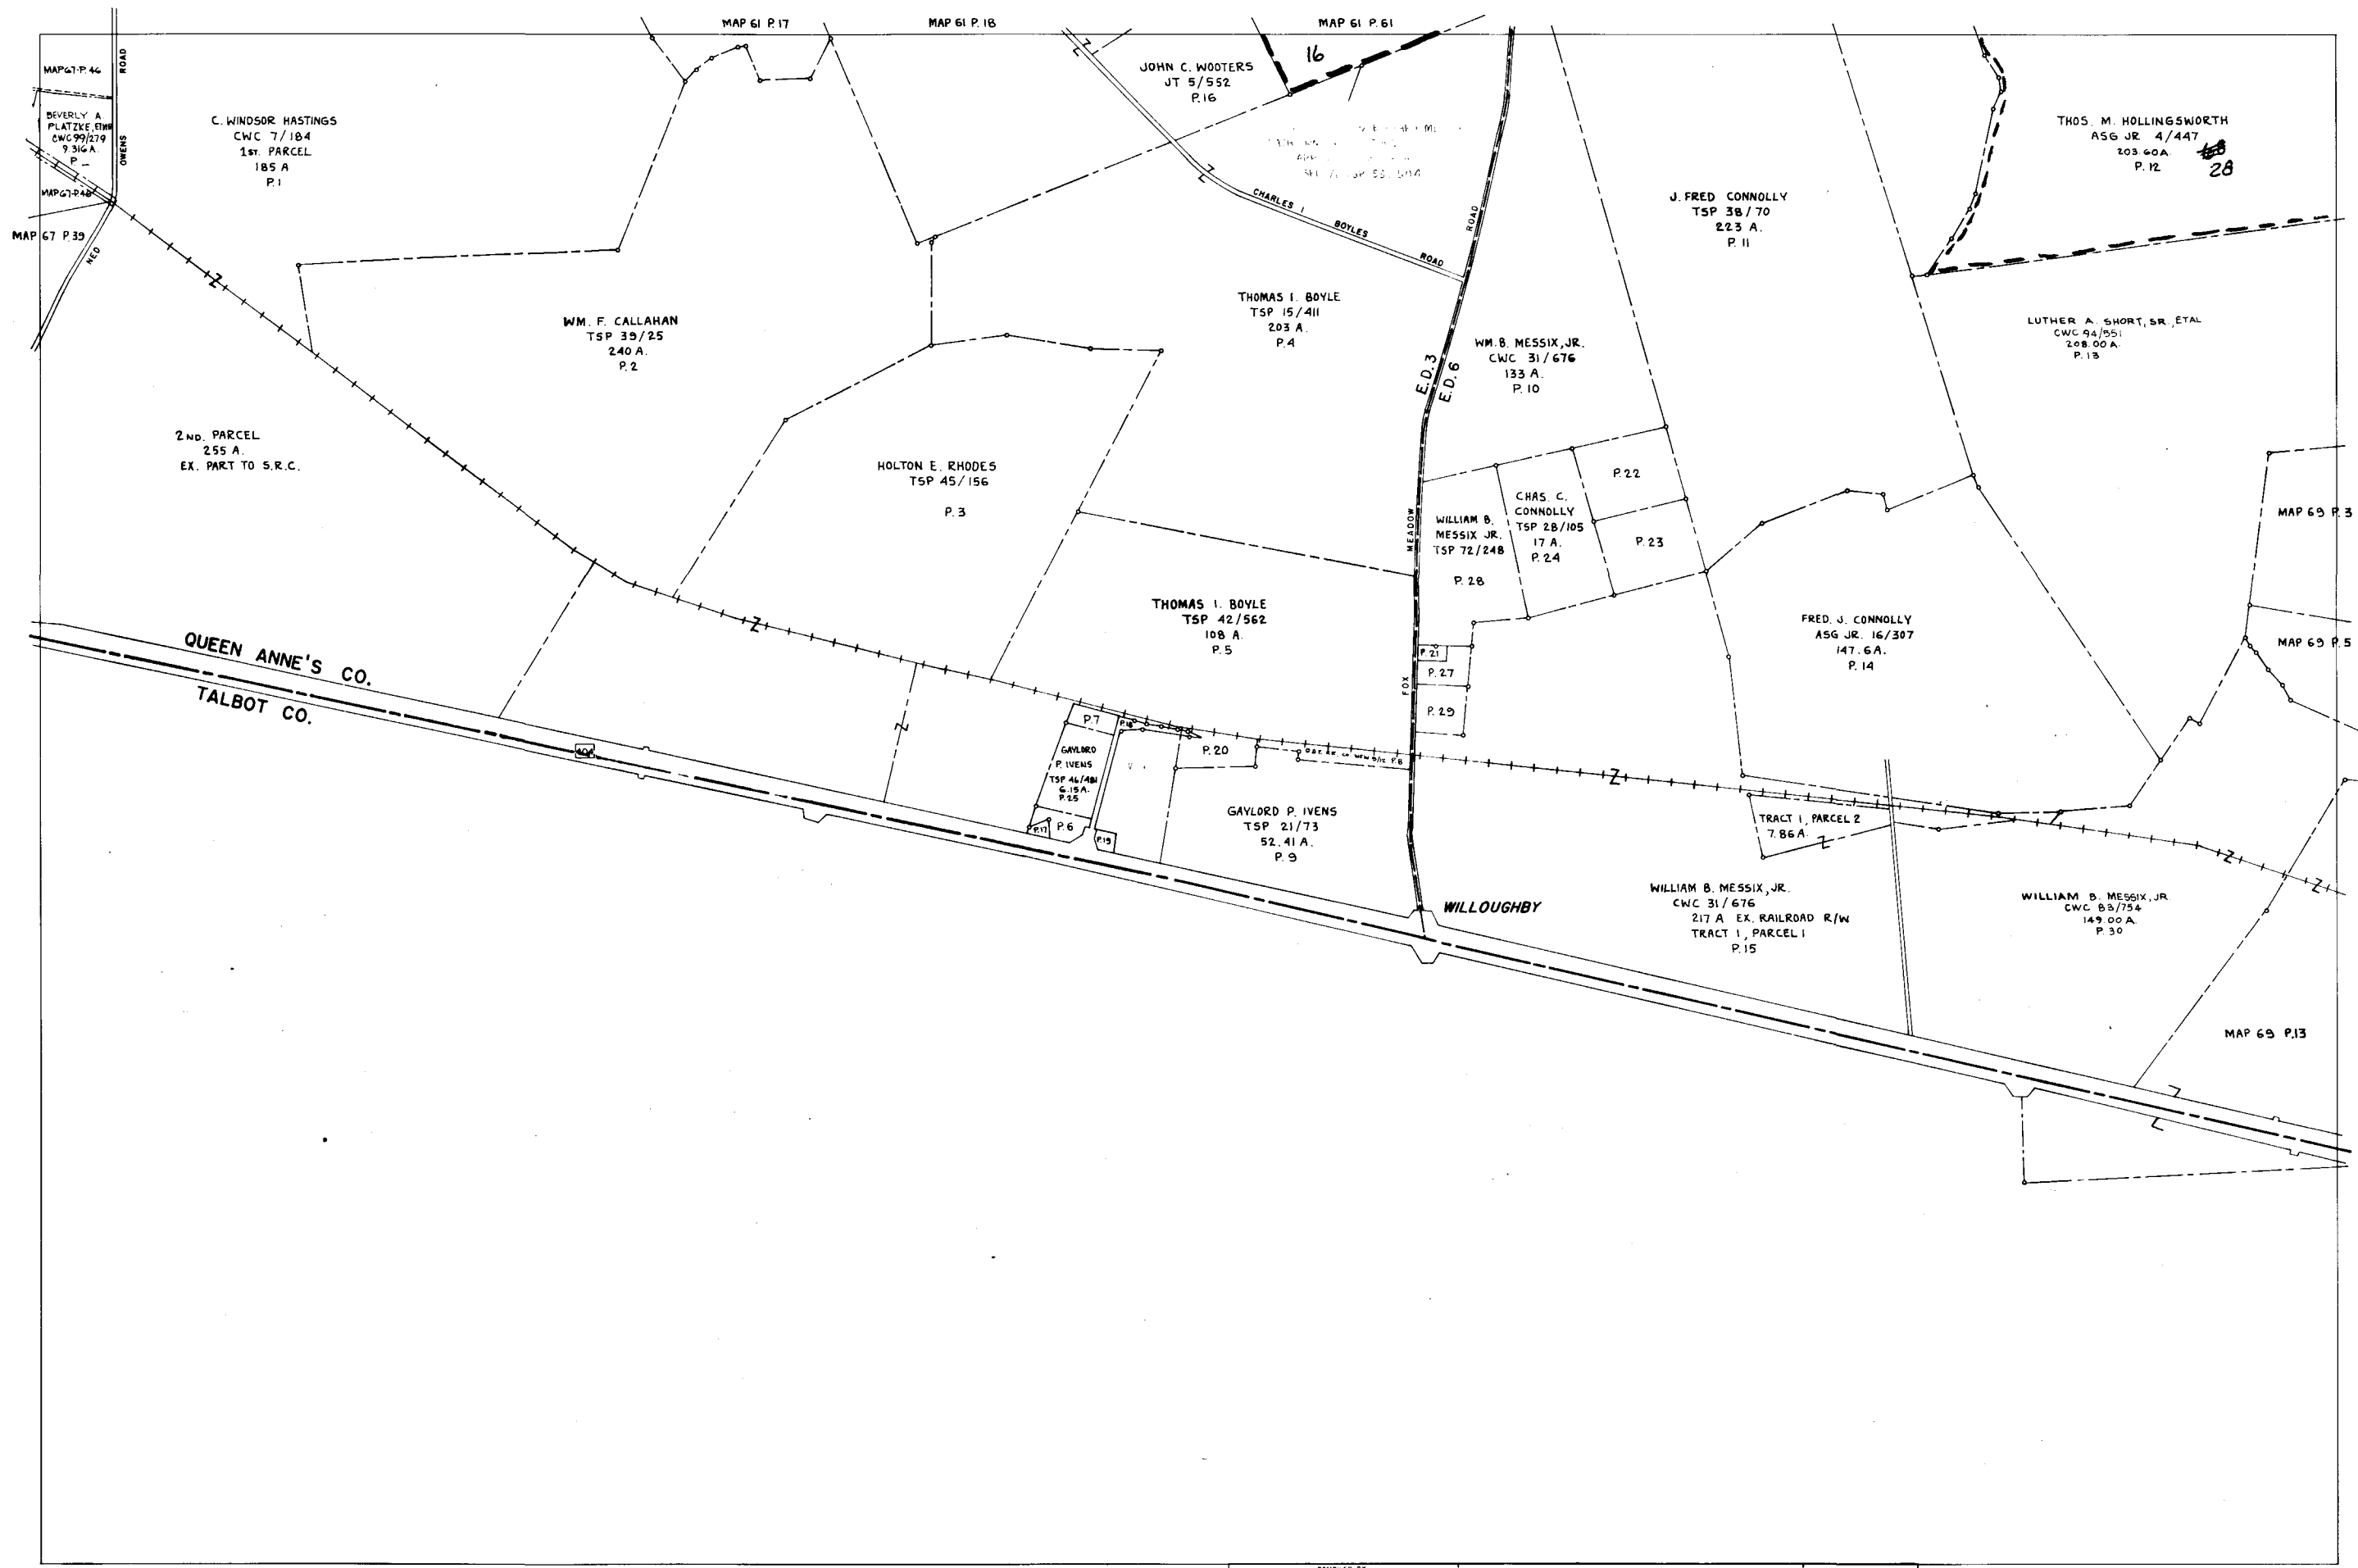 MAP 61 P.17
MAP 61 P.18
MAP 61 P.61
16
MAP 67-P.46
ROAD
OWENS
NED
BEVERLY A.
PLATZKE, ETVIR
CWC 99/279
9.316 A.
P.
MAP 67-P.48
MAP 67 P.39
C. WINDSOR HASTINGS
CWC 7/184
1ST. PARCEL
185 A
P.1
JOHN C. WOOTERS
JT 5/552
P.16
CHARLES I BOYLES ROAD
ROAD
THOS. M. HOLLINGSWORTH
ASG JR 4/447
203.60A.
P. 12
28
J. FRED CONNOLLY
TSP 38/70
223 A.
P. 11
WM. F. CALLAHAN
TSP 39/25
240 A.
P. 2
THOMAS I. BOYLE
TSP 15/411
203 A.
P. 4
WM. B. MESSIX, JR.
CWC 31/676
133 A.
P. 10
E.D. 3
E.D. 6
LUTHER A. SHORT, SR., ETAL
CWC 94/551
208.00 A.
P. 13
2ND. PARCEL
255 A.
EX. PART TO S.R.C.
HOLTON E. RHODES
TSP 45/156
P. 3
P. 22
P. 23
CHAS. C.
CONNOLLY
TSP 28/105
17 A.
P. 24
WILLIAM B.
MESSIX JR.
TSP 72/248
P. 28
MEADOW
FOX
MAP 69 P. 3
MAP 69 P. 5
THOMAS I. BOYLE
TSP 42/562
108 A.
P. 5
FRED. J. CONNOLLY
ASG JR. 16/307
147.6A.
P. 14
P. 21
P. 27
P. 29
QUEEN ANNE'S CO.
TALBOT CO.
404
P. 7
P.18
P. 20
GAYLORD
P. IVENS
TSP 46/481
6.15A.
P.25
P.17
P. 6
P.19
GAYLORD P. IVENS
TSP 21/73
52.41 A.
P. 9
P.8
TRACT 1, PARCEL 2
7.86 A.
WILLOUGHBY
WILLIAM B. MESSIX, JR.
CWC 31/676
217 A EX. RAILROAD R/W
TRACT 1, PARCEL 1
P. 15
WILLIAM B. MESSIX, JR.
CWC 83/754
149.00 A.
P. 30
MAP 69 P.13